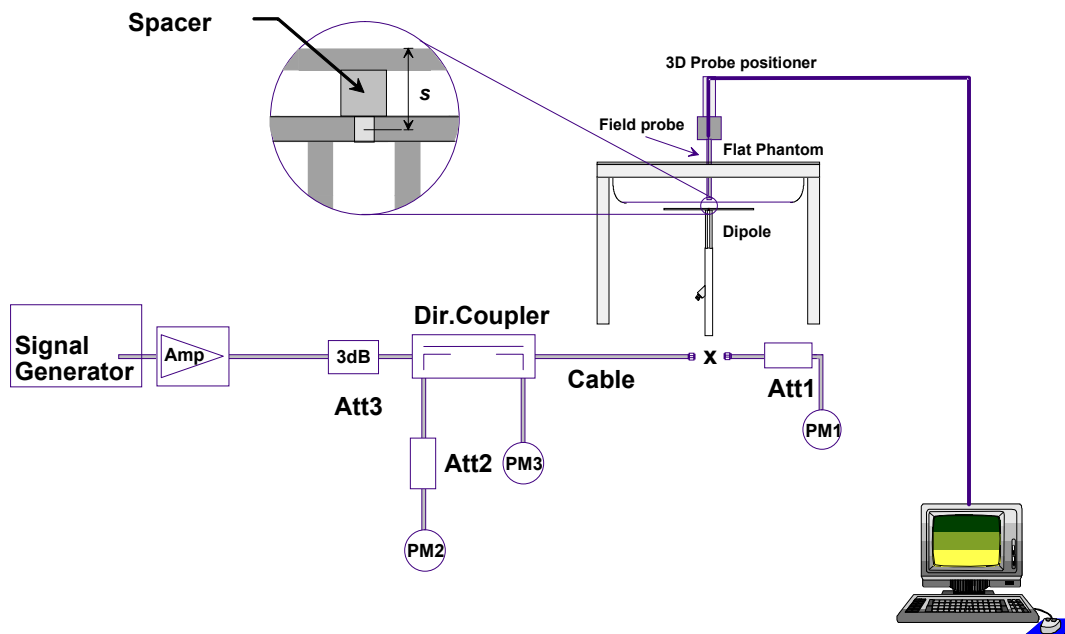 Spacer
s
3D Probe positioner
Field probe
Flat Phantom
Dipole
Signal
Generator
Amp
3dB
Att3
Dir.Coupler
Cable
x
Att1
PM1
Att2
PM3
PM2